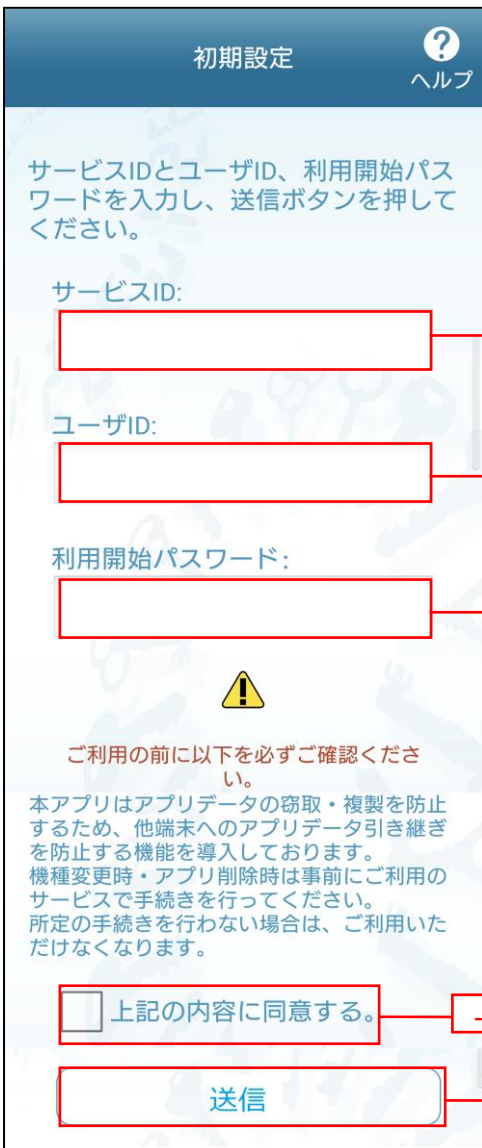 初期設定
?
ヘルプ
サービスIDとユーザID、利用開始パス
ワードを入力し、送信ボタンを押して
ください。
サービスID:
ユーザID:
利用開始パスワード:
ご利用の前に以下を必ずご確認くださ
い。
本アプリはアプリデータの窃取・複製を防止
するため、他端末へのアプリデータ引き継ぎ
を防止する機能を導入しております。
機種変更時・アプリ削除時は事前にご利用の
サービスで手続きを行ってください。
所定の手続きを行わない場合は、ご利用いた
だけなくなります。
上記の内容に同意する。
送信